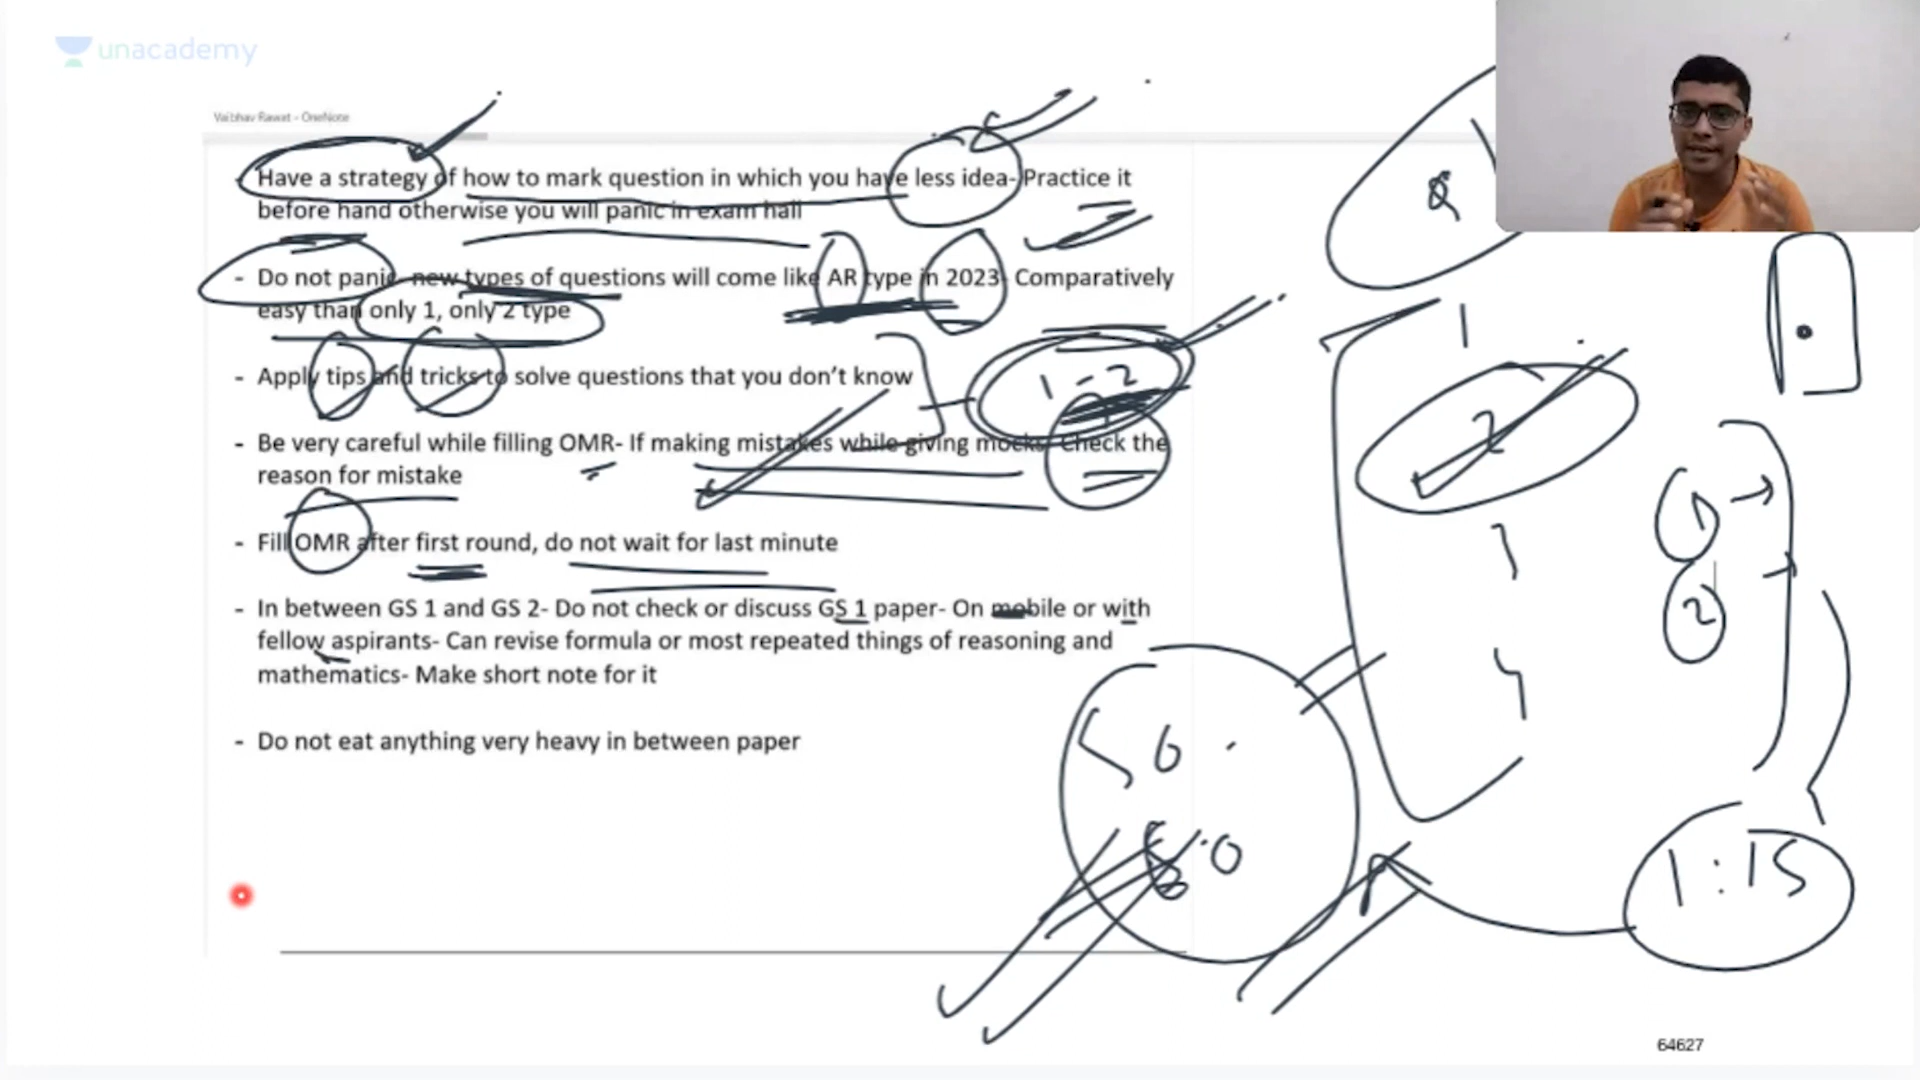 unacademy
Vaibhav Rawat - OneNote
- Have a strategy of how to mark question in which you have less idea- Practice it
before hand otherwise you will panic in exam hall
- Do not panic- new types of questions will come like AR type in 2023- Comparatively
easy than only 1, only 2 type
- Apply tips and tricks to solve questions that you don't know
1-2
- Be very careful while filling OMR- If making mistakes while giving mocks- Check the
reason for mistake
- Fill OMR after first round, do not wait for last minute
- In between GS 1 and GS 2- Do not check or discuss GS 1 paper- On mobile or with
fellow aspirants- Can revise formula or most repeated things of reasoning and
mathematics- Make short note for it
- Do not eat anything very heavy in between paper
1
2
3
4
1
2
50
1:15
64627